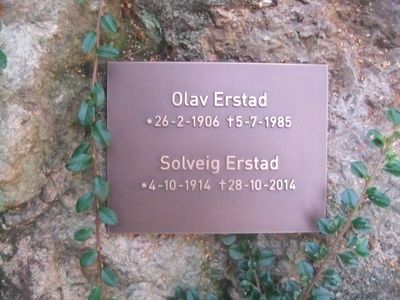 Olav Erstad
*26-2-1906 †5-7-1985
Solveig Erstad
*4-10-1914 †28-10-2014